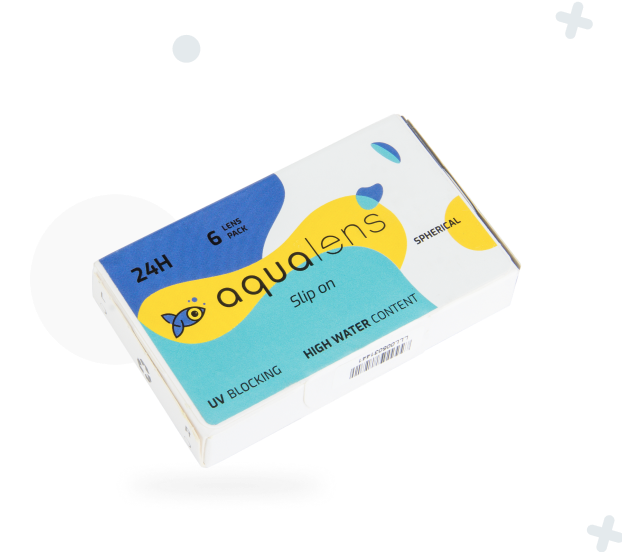 24H
6 LENS
PACK
aqualens
Slip on
SPHERICAL
UV BLOCKING
HIGH WATER CONTENT